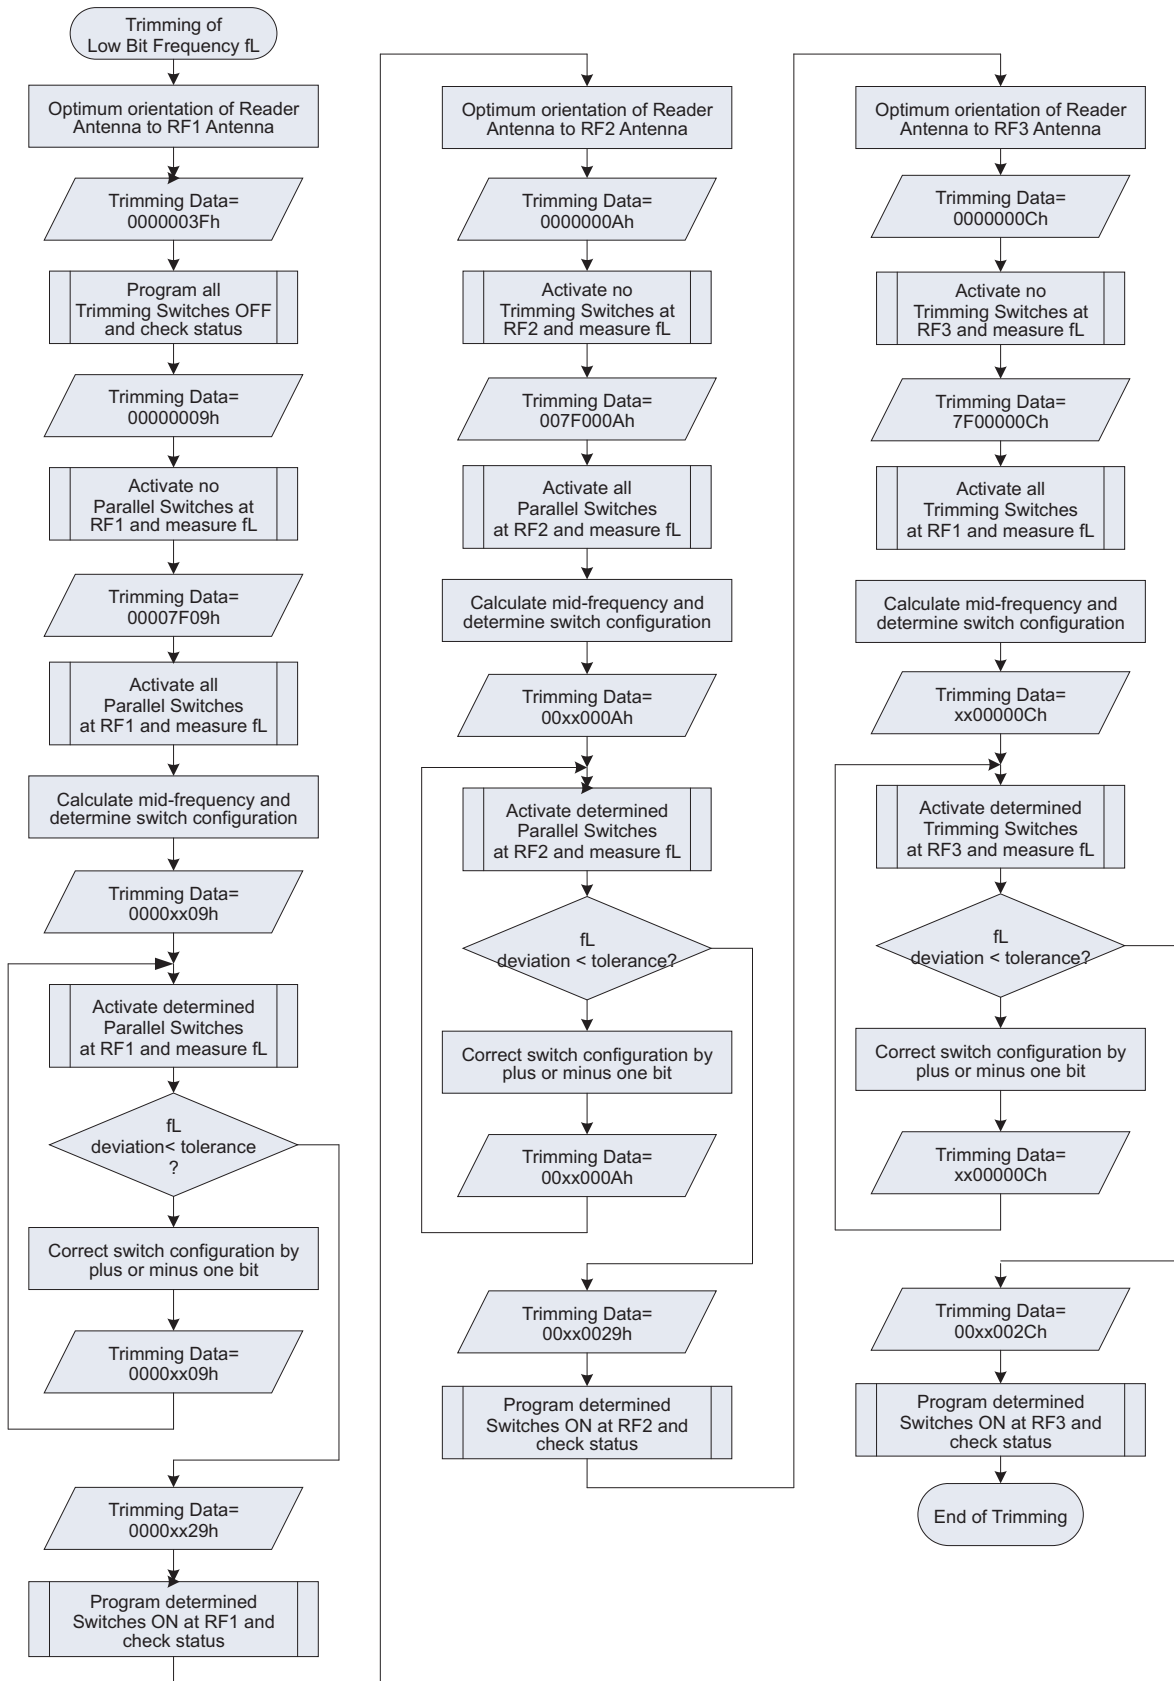 Trimming of
Low Bit Frequency fL
Optimum orientation of Reader
Antenna to RF1 Antenna
Trimming Data=
0000003Fh
Program all
Trimming Switches OFF
and check status
Trimming Data=
00000009h
Activate no
Parallel Switches at
RF1 and measure fL
Trimming Data=
00007F09h
Activate all
Parallel Switches
at RF1 and measure fL
Calculate mid-frequency and
determine switch configuration
Trimming Data=
0000xx09h
Activate determined
Parallel Switches
at RF1 and measure fL
fL
deviation< tolerance
?
Correct switch configuration by
plus or minus one bit
Trimming Data=
0000xx09h
Trimming Data=
0000xx29h
Program determined
Switches ON at RF1 and
check status
Optimum orientation of Reader
Antenna to RF2 Antenna
Trimming Data=
0000000Ah
Activate no
Trimming Switches at
RF2 and measure fL
Trimming Data=
007F000Ah
Activate all
Parallel Switches
at RF2 and measure fL
Calculate mid-frequency and
determine switch configuration
Trimming Data=
00xx000Ah
Activate determined
Parallel Switches
at RF2 and measure fL
fL
deviation < tolerance?
Correct switch configuration by
plus or minus one bit
Trimming Data=
00xx000Ah
Trimming Data=
00xx0029h
Program determined
Switches ON at RF2 and
check status
Optimum orientation of Reader
Antenna to RF3 Antenna
Trimming Data=
0000000Ch
Activate no
Trimming Switches at
RF3 and measure fL
Trimming Data=
7F00000Ch
Activate all
Trimming Switches
at RF1 and measure fL
Calculate mid-frequency and
determine switch configuration
Trimming Data=
xx00000Ch
Activate determined
Trimming Switches
at RF3 and measure fL
fL
deviation < tolerance?
Correct switch configuration by
plus or minus one bit
Trimming Data=
xx00000Ch
Trimming Data=
00xx002Ch
Program determined
Switches ON at RF3 and
check status
End of Trimming